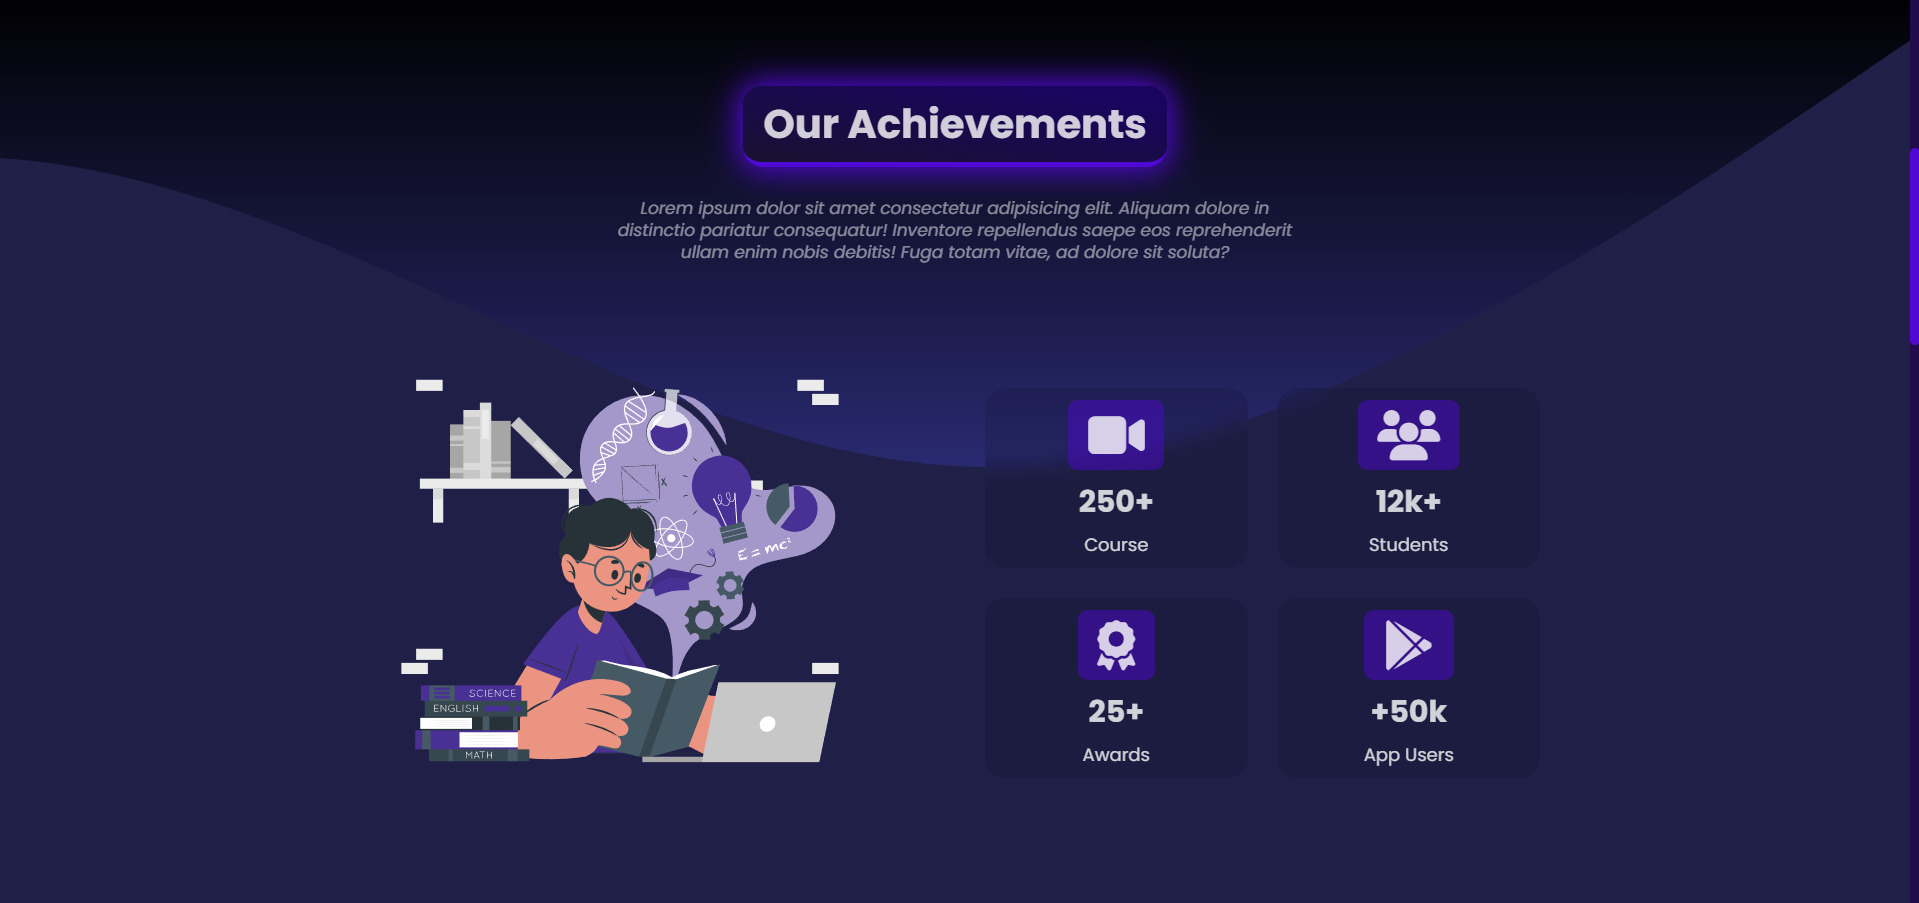 Our Achievements
Lorem ipsum dolor sit amet consectetur adipisicing elit. Aliquam dolore in
distinctio pariatur consequatur! Inventore repellendus saepe eos reprehenderit
ullam enim nobis debitis! Fuga totam vitae, ad dolore sit soluta?
x
E = mc²
SCIENCE
ENGLISH
MATH
250+
Course
12k+
Students
25+
Awards
+50k
App Users